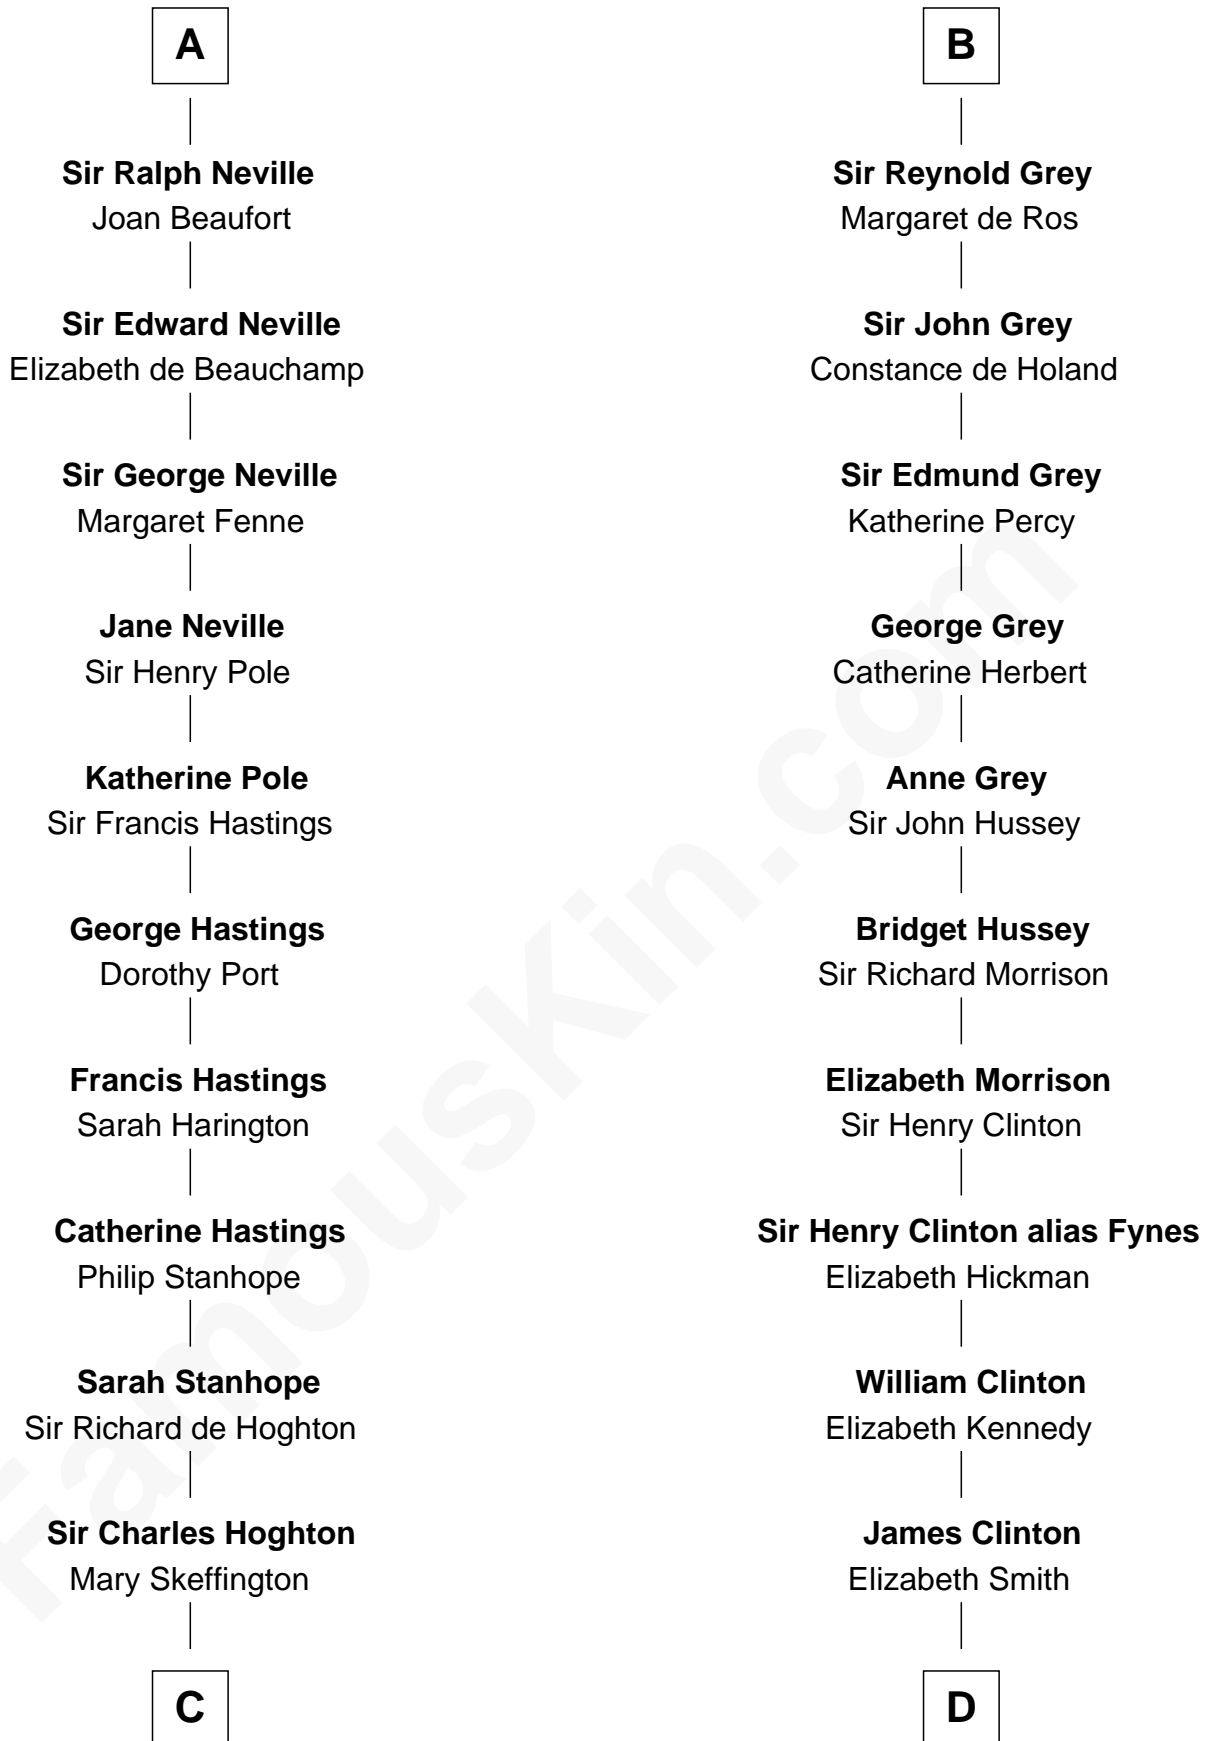 A
Sir Ralph Neville
Joan Beaufort
Sir Edward Neville
Elizabeth de Beauchamp
Sir George Neville
Margaret Fenne
Jane Neville
Sir Henry Pole
Katherine Pole
Sir Francis Hastings
George Hastings
Dorothy Port
Francis Hastings
Sarah Harington
Catherine Hastings
Philip Stanhope
Sarah Stanhope
Sir Richard de Hoghton
Sir Charles Hoghton
Mary Skeffington
C
B
Sir Reynold Grey
Margaret de Ros
Sir John Grey
Constance de Holand
Sir Edmund Grey
Katherine Percy
George Grey
Catherine Herbert
Anne Grey
Sir John Hussey
Bridget Hussey
Sir Richard Morrison
Elizabeth Morrison
Sir Henry Clinton
Sir Henry Clinton alias Fynes
Elizabeth Hickman
William Clinton
Elizabeth Kennedy
James Clinton
Elizabeth Smith
D
FamousKin.com